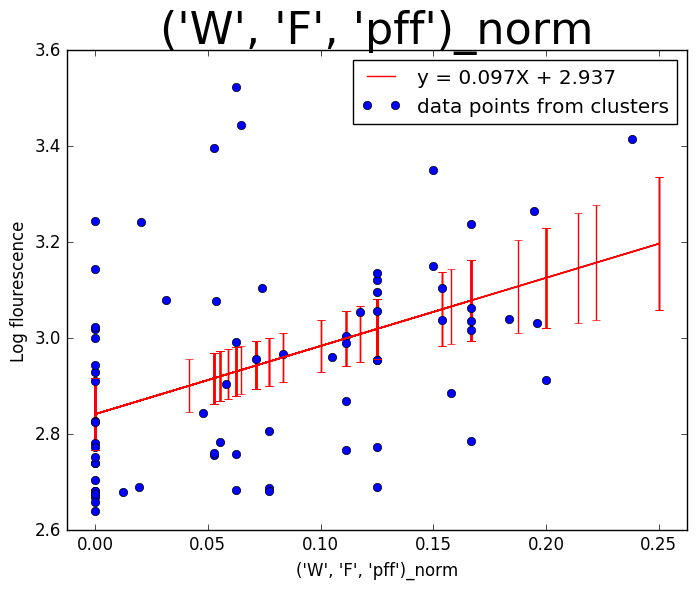 ('W', 'F', 'pff')_norm
y = 0.097X + 2.937
data points from clusters
3.6
3.4
3.2
3.0
2.8
2.6
Log flourescence
0.00 0.05 0.10 0.15 0.20 0.25
('W', 'F', 'pff')_norm